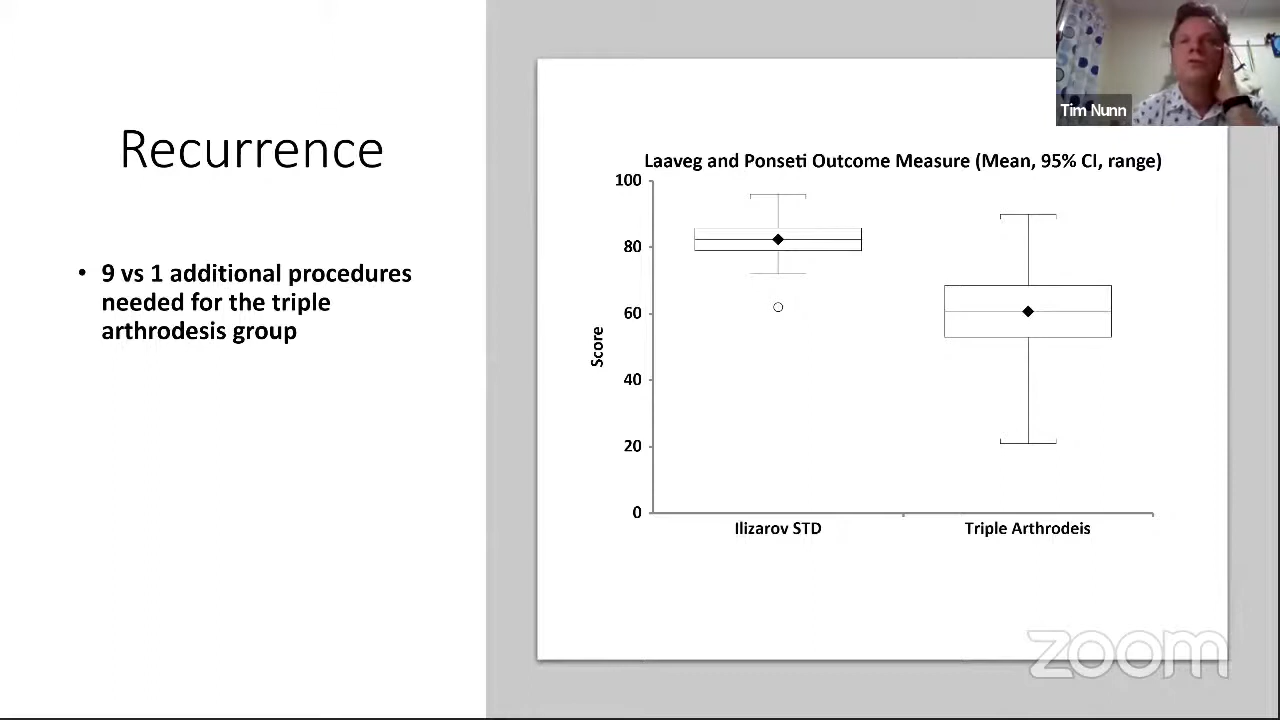 Recurrence
• 9 vs 1 additional procedures
needed for the triple
arthrodesis group
Tim Nunn
Laaveg and Ponseti Outcome Measure (Mean, 95% CI, range)
100
80
60
40
20
0
Score
Ilizarov STD
Triple Arthrodeis
zoom